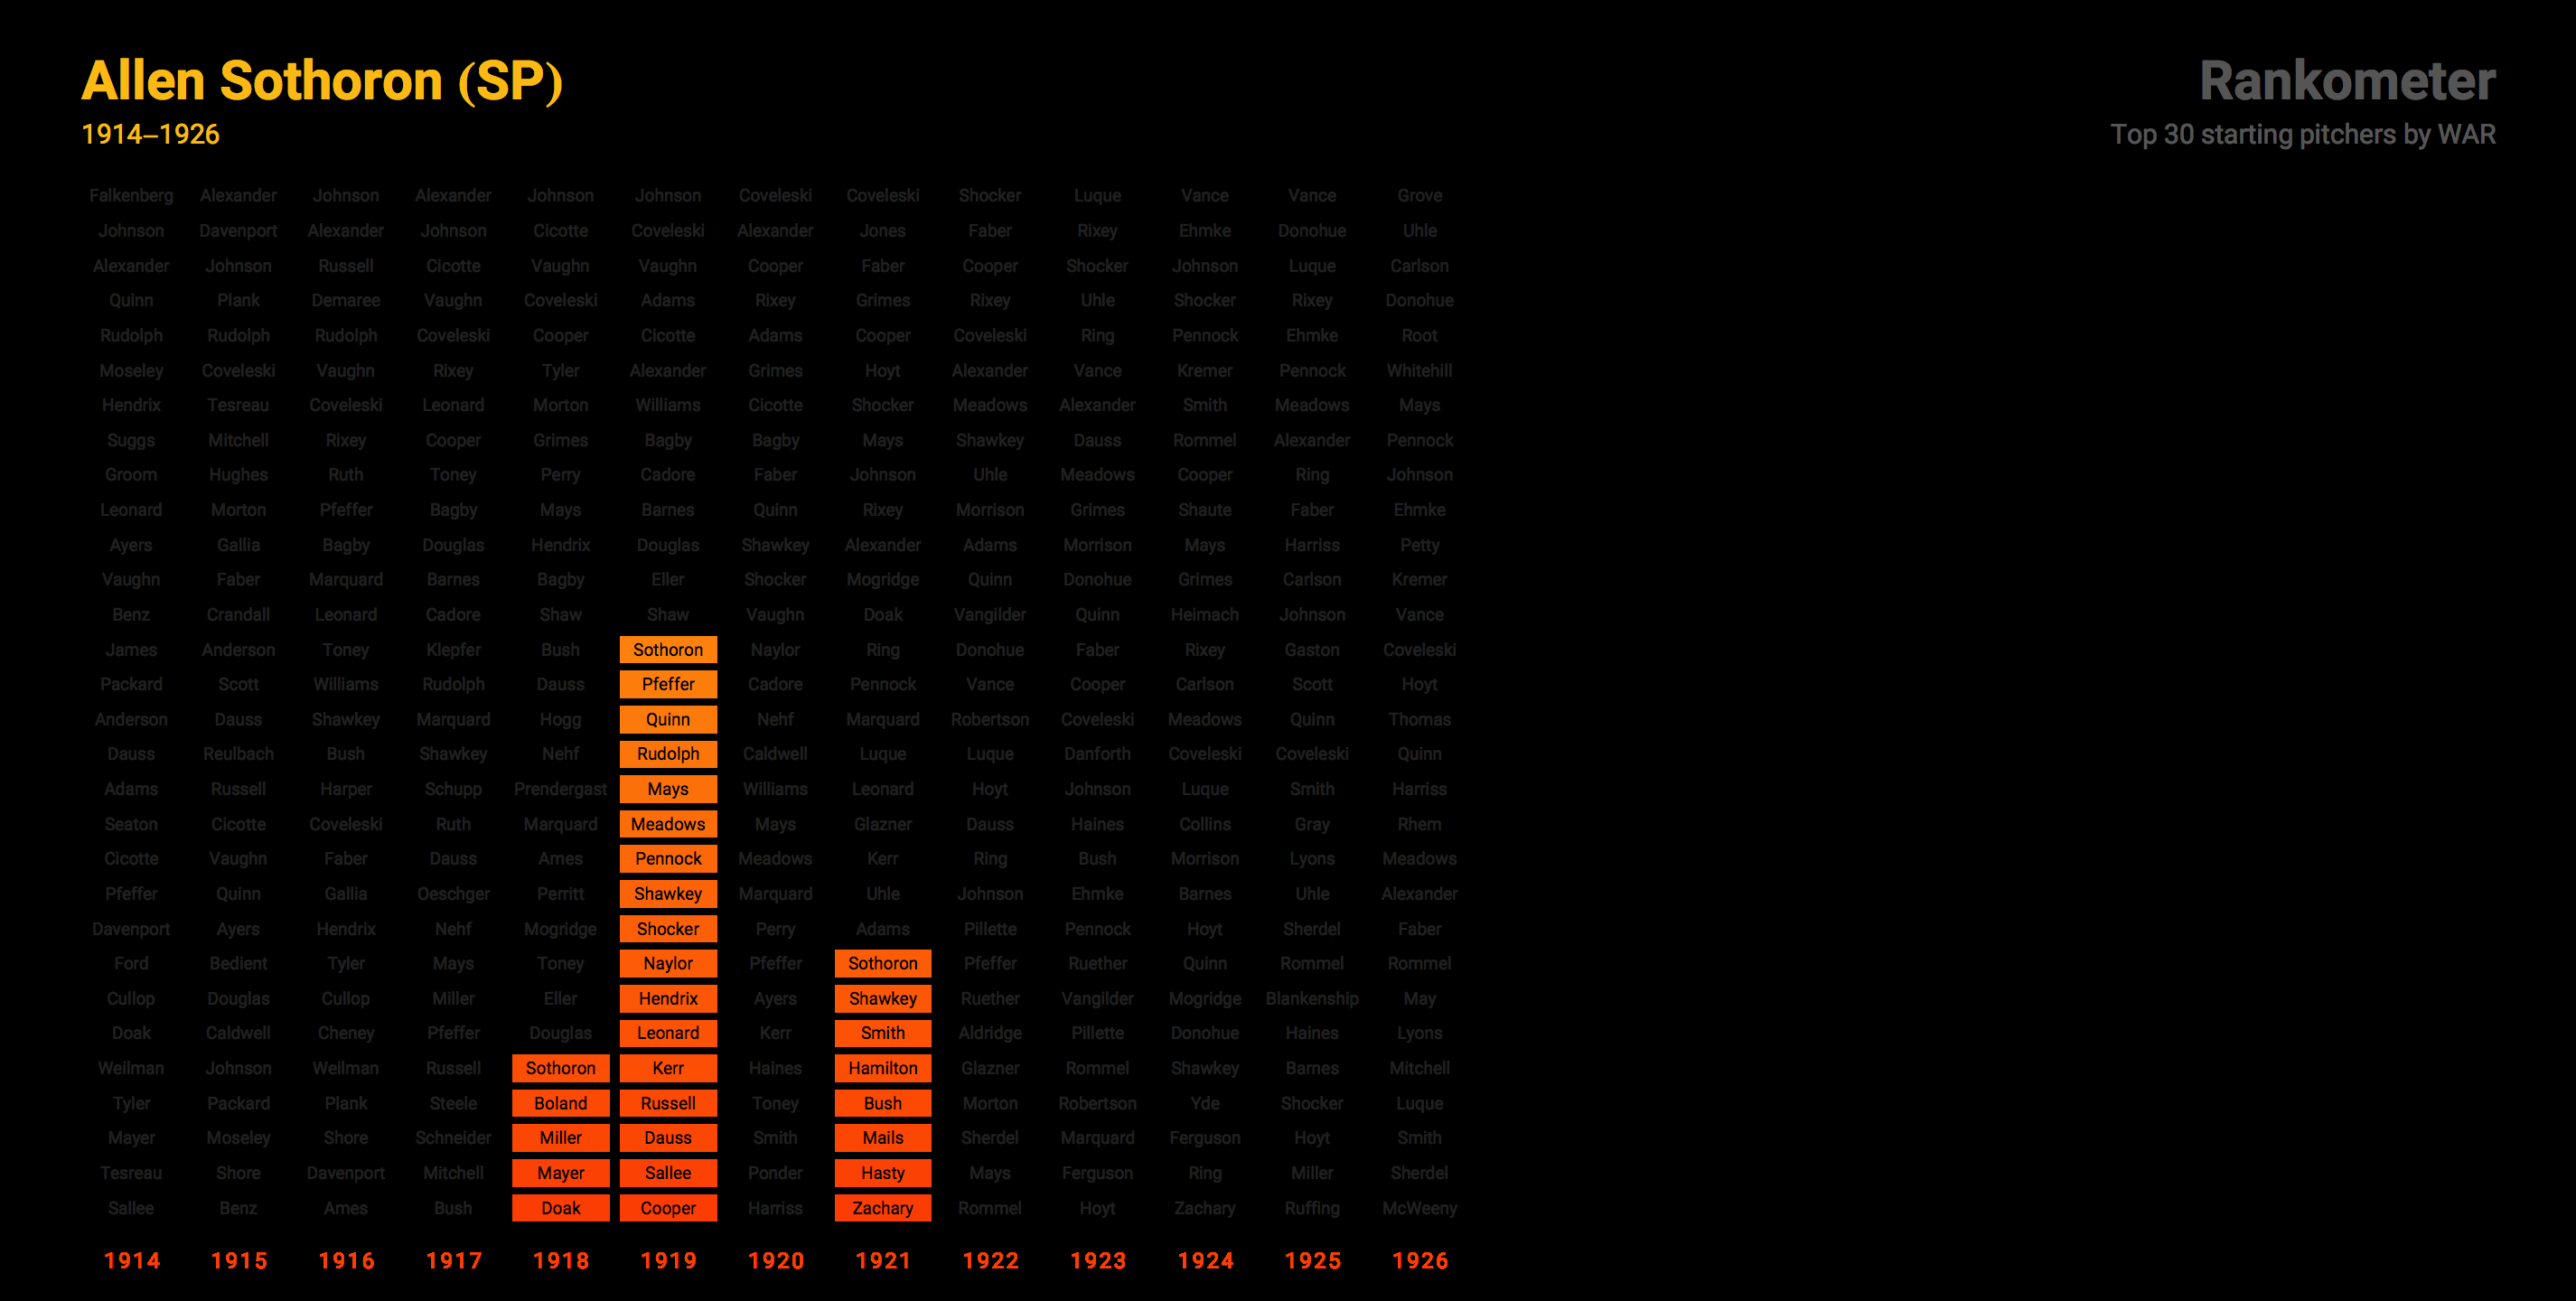 Allen Sothoron (SP)
1914–1926
Rankometer
Top 30 starting pitchers by WAR
Falkenberg Alexander Johnson Alexander Johnson Johnson Coveleski Coveleski Shocker Luque Vance Vance Grove
Johnson Davenport Alexander Johnson Cicotte Coveleski Alexander Jones Faber Rixey Ehmke Donohue Uhle
Alexander Johnson Russell Cicotte Vaughn Vaughn Cooper Faber Cooper Shocker Johnson Luque Carlson
Quinn Plank Demaree Vaughn Coveleski Adams Rixey Grimes Rixey Uhle Shocker Rixey Donohue
Rudolph Rudolph Rudolph Coveleski Cooper Cicotte Adams Cooper Coveleski Ring Pennock Ehmke Root
Moseley Coveleski Vaughn Rixey Tyler Alexander Grimes Hoyt Alexander Vance Kremer Pennock Whitehill
Hendrix Tesreau Coveleski Leonard Morton Williams Cicotte Shocker Meadows Alexander Smith Meadows Mays
Suggs Mitchell Rixey Cooper Grimes Bagby Bagby Mays Shawkey Dauss Rommel Alexander Pennock
Groom Hughes Ruth Toney Perry Cadore Faber Johnson Uhle Meadows Cooper Ring Johnson
Leonard Morton Pfeffer Bagby Mays Barnes Quinn Rixey Morrison Grimes Shaute Faber Ehmke
Ayers Gallia Bagby Douglas Hendrix Douglas Shawkey Alexander Adams Morrison Mays Harriss Petty
Vaughn Faber Marquard Barnes Bagby Eller Shocker Mogridge Quinn Donohue Grimes Carlson Kremer
Benz Crandall Leonard Cadore Shaw Shaw Vaughn Doak Vangilder Quinn Heimach Johnson Vance
James Anderson Toney Klepfer Bush Sothoron Naylor Ring Donohue Faber Rixey Gaston Coveleski
Packard Scott Williams Rudolph Dauss Pfeffer Cadore Pennock Vance Cooper Carlson Scott Hoyt
Anderson Dauss Shawkey Marquard Hogg Quinn Nehf Marquard Robertson Coveleski Meadows Quinn Thomas
Dauss Reulbach Bush Shawkey Nehf Rudolph Caldwell Luque Luque Danforth Coveleski Coveleski Quinn
Adams Russell Harper Schupp Prendergast Mays Williams Leonard Hoyt Johnson Luque Smith Harriss
Seaton Cicotte Coveleski Ruth Marquard Meadows Mays Glazner Dauss Haines Collins Gray Rhem
Cicotte Vaughn Faber Dauss Ames Pennock Meadows Kerr Ring Bush Morrison Lyons Meadows
Pfeffer Quinn Gallia Oeschger Perritt Shawkey Marquard Uhle Johnson Ehmke Barnes Uhle Alexander
Davenport Ayers Hendrix Nehf Mogridge Shocker Perry Adams Pillette Pennock Hoyt Sherdel Faber
Ford Bedient Tyler Mays Toney Naylor Pfeffer Sothoron Pfeffer Ruether Quinn Rommel Rommel
Cullop Douglas Cullop Miller Eller Hendrix Ayers Shawkey Ruether Vangilder Mogridge Blankenship May
Doak Caldwell Cheney Pfeffer Douglas Leonard Kerr Smith Aldridge Pillette Donohue Haines Lyons
Weilman Johnson Weilman Russell Sothoron Kerr Haines Hamilton Glazner Rommel Shawkey Barnes Mitchell
Tyler Packard Plank Steele Boland Russell Toney Bush Morton Robertson Yde Shocker Luque
Mayer Moseley Shore Schneider Miller Dauss Smith Mails Sherdel Marquard Ferguson Hoyt Smith
Tesreau Shore Davenport Mitchell Mayer Sallee Ponder Hasty Mays Ferguson Ring Miller Sherdel
Sallee Benz Ames Bush Doak Cooper Harriss Zachary Rommel Hoyt Zachary Ruffing McWeeny
1914 1915 1916 1917 1918 1919 1920 1921 1922 1923 1924 1925 1926